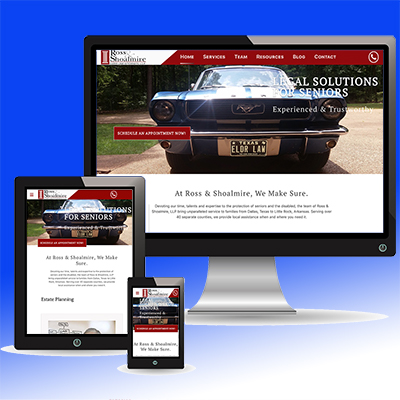 Ross
& Shoalmire
Home Services Team Resources Blog Contact
LEGAL SOLUTIONS
FOR SENIORS
Experienced & Trustworthy
SCHEDULE AN APPOINTMENT NOW!
TEXAS
ELDR LAW
At Ross & Shoalmire, We Make Sure.
Devoting our time, talents and expertise to the protection of seniors and the disabled, the team of Ross &
Shoalmire, LLP bring unparalleled service to families from Dallas, Texas to Little Rock, Arkansas. Serving over
40 separate counties, we provide local assistance when and where you need it.
Ross
Shoalmire
SOLUTIONS
FOR SENIORS
Experienced & Trustworthy
SCHEDULE AN APPOINTMENT NOW!
At Ross & Shoalmire, We Make
Sure.
Estate Planning
SENIORS
Experienced &
Trustworthy
SCHEDULE AN APPOINTMENT NOW!
At Ross & Shoalmire,
We Make Sure.